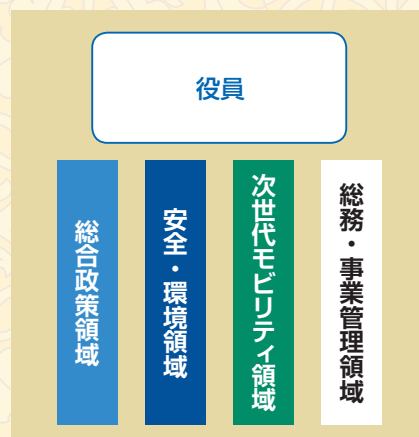 役員
総合政策領域
安全・環境領域
次世代モビリティ領域
総務・事業管理領域